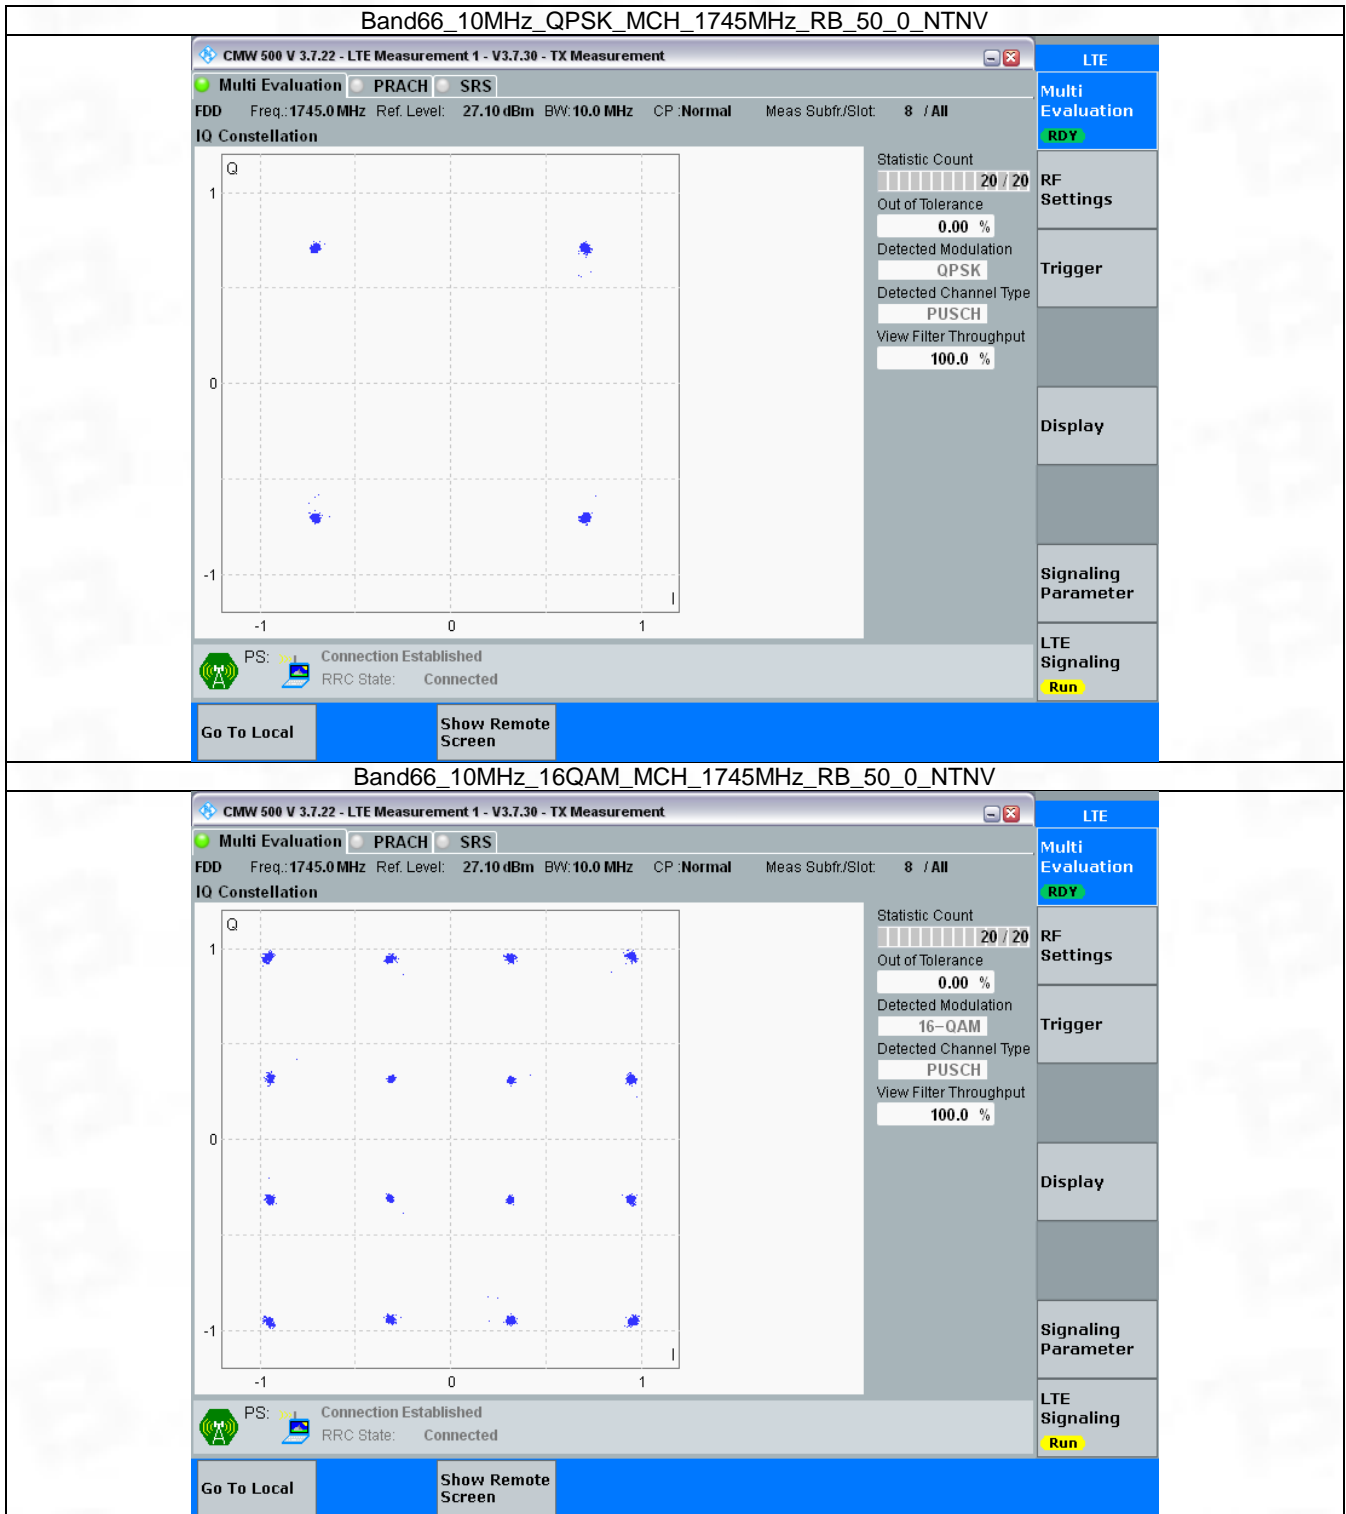 Band66_10MHz_QPSK_MCH_1745MHz_RB_50_0_NTNV
CMW 500 V 3.7.22 - LTE Measurement 1 - V3.7.30 - TX Measurement
LTE
Multi Evaluation PRACH SRS
Multi
Evaluation
RDY
FDD Freq.:1745.0 MHz Ref. Level: 27.10 dBm BW:10.0 MHz CP :Normal Meas Subfr./Slot: 8 / All
IQ Constellation
Q
1
0
-1
I
-1 0 1
Statistic Count
20 / 20
Out of Tolerance
0.00 %
Detected Modulation
QPSK
Detected Channel Type
PUSCH
View Filter Throughput
100.0 %
RF
Settings
Trigger
Display
Signaling
Parameter
LTE
Signaling
Run
PS: Connection Established
RRC State: Connected
Go To Local
Show Remote
Screen
Band66_10MHz_16QAM_MCH_1745MHz_RB_50_0_NTNV
CMW 500 V 3.7.22 - LTE Measurement 1 - V3.7.30 - TX Measurement
LTE
Multi Evaluation PRACH SRS
Multi
Evaluation
RDY
FDD Freq.:1745.0 MHz Ref. Level: 27.10 dBm BW:10.0 MHz CP :Normal Meas Subfr./Slot: 8 / All
IQ Constellation
Q
1
0
-1
I
-1 0 1
Statistic Count
20 / 20
Out of Tolerance
0.00 %
Detected Modulation
16-QAM
Detected Channel Type
PUSCH
View Filter Throughput
100.0 %
RF
Settings
Trigger
Display
Signaling
Parameter
LTE
Signaling
Run
PS: Connection Established
RRC State: Connected
Go To Local
Show Remote
Screen